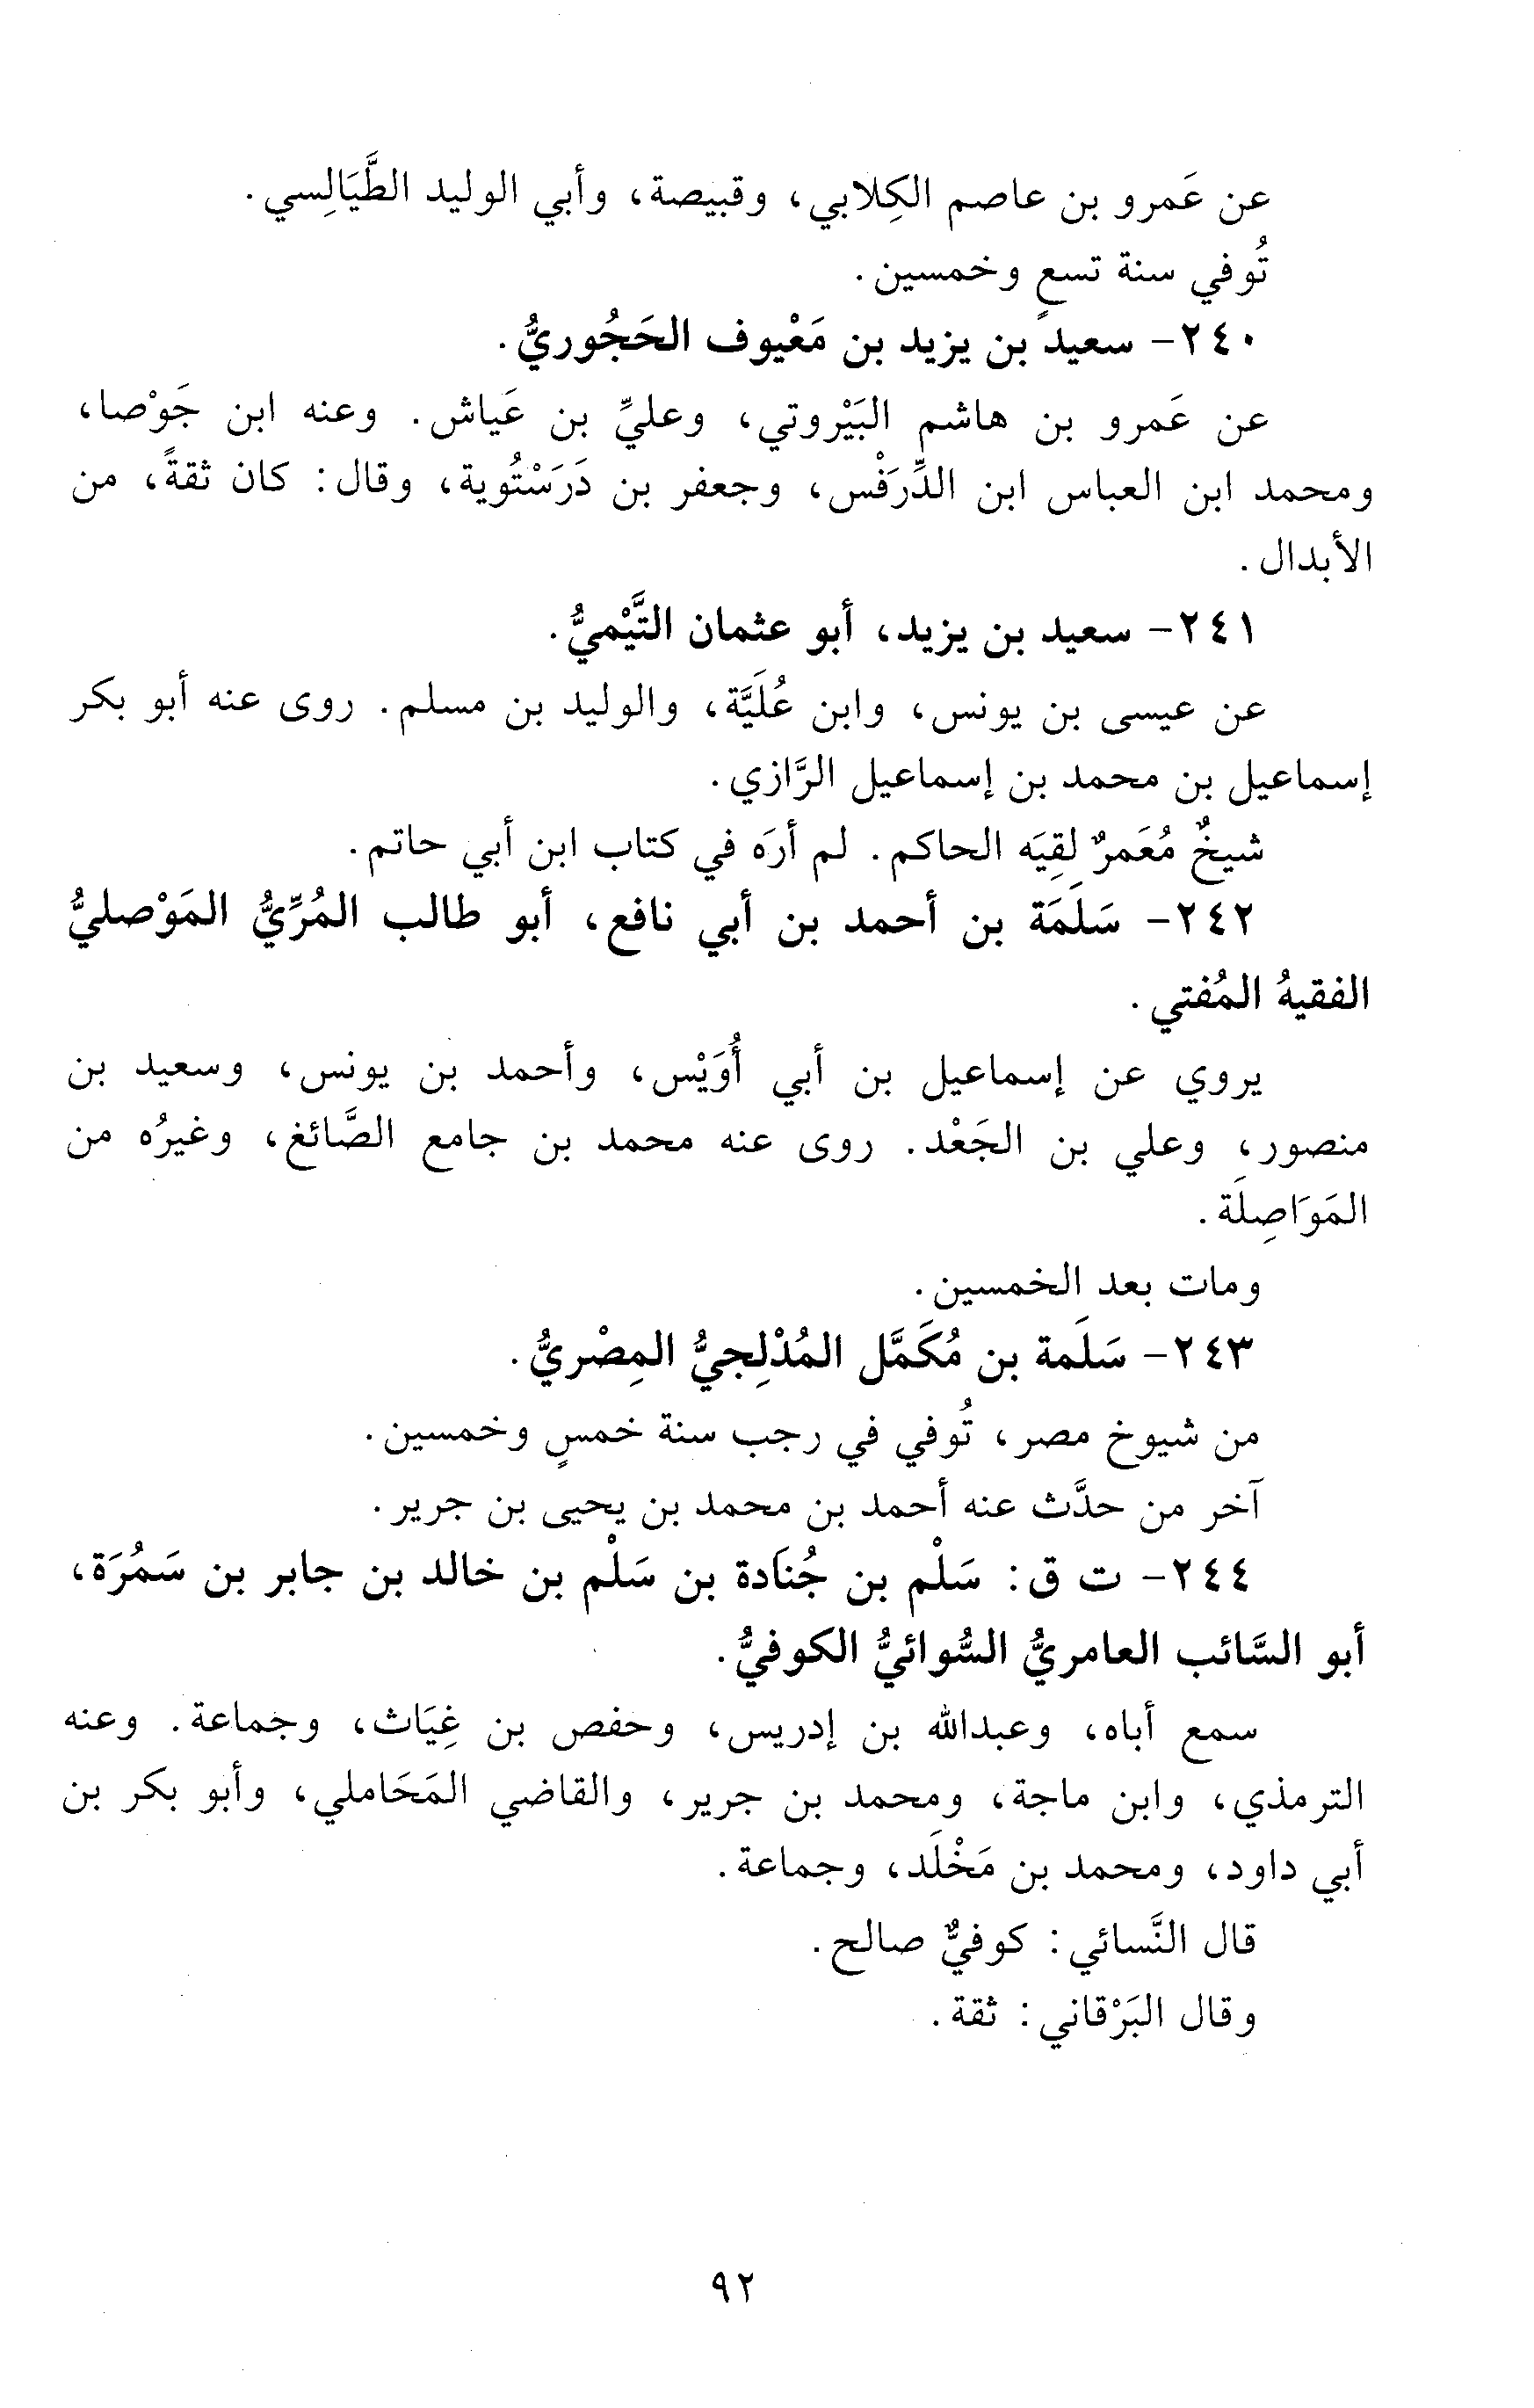 عن عَمرو بن عاصم الكِلابي، وقبيصة، وأبي الوليد الطَّيَالِسي.
تُوفي سنة تسعٍ وخمسين.
٢٤٠- سعيد بن يزيد بن مَعْيوف الحَجُوريُّ.
عن عَمرو بن هاشم البَيْروتي، وعليِّ بن عَياش. وعنه ابن جَوْصا،
ومحمد ابن العباس ابن الدِّرَفْس، وجعفر بن دَرَسْتُوية، وقال: كان ثقةً، من
الأبدال.
٢٤١- سعيد بن يزيد، أبو عثمان التَّيْميُّ.
عن عيسى بن يونس، وابن عُلَيَّة، والوليد بن مسلم. روى عنه أبو بكر
إسماعيل بن محمد بن إسماعيل الرَّازي.
شيخٌ مُعَمرٌ لقِيَه الحاكم. لم أرَه في كتاب ابن أبي حاتم.
٢٤٢- سَلَمَة بن أحمد بن أبي نافع، أبو طالب المُرِّيُّ المَوْصليُّ
الفقيهُ المُفتي.
يروي عن إسماعيل بن أبي أُوَيْس، وأحمد بن يونس، وسعيد بن
منصور، وعلي بن الجَعْد. روى عنه محمد بن جامع الصَّائغ، وغيرُه من
المَوَاصِلَة.
ومات بعد الخمسين.
٢٤٣- سَلَمة بن مُكَمَّل المُدْلِجيُّ المِصْريُّ.
من شيوخ مصر، تُوفي في رجب سنة خمسٍ وخمسين.
آخر من حدَّث عنه أحمد بن محمد بن يحيى بن جرير.
٢٤٤- ت ق: سَلْم بن جُنَادة بن سَلْم بن خالد بن جابر بن سَمُرَة،
أبو السَّائب العامريُّ السُّوائيُّ الكوفيُّ.
سمع أباه، وعبدالله بن إدريس، وحفص بن غِيَاث، وجماعة. وعنه
الترمذي، وابن ماجة، ومحمد بن جرير، والقاضي المَحَاملي، وأبو بكر بن
أبي داود، ومحمد بن مَخْلَد، وجماعة.
قال النَّسائي: كوفيٌّ صالح.
وقال البَرْقاني: ثقة.
٩٢